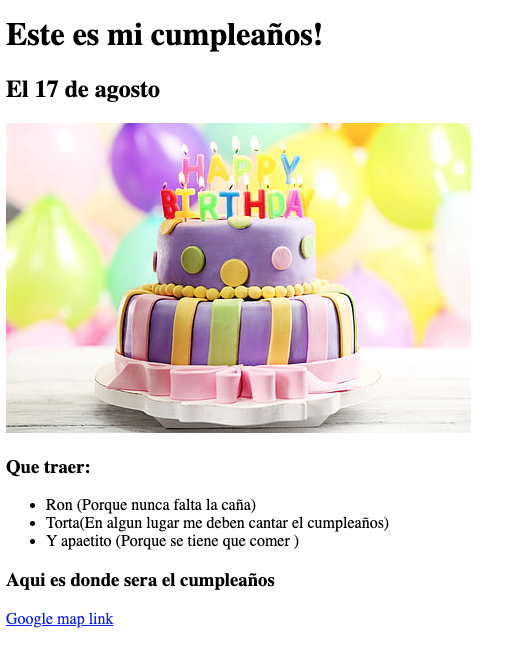 Este es mi cumpleaños!
El 17 de agosto
HAPPY
BIRTHDAY
Que traer:
Ron (Porque nunca falta la caña)
Torta(En algun lugar me deben cantar el cumpleaños)
Y apaetito (Porque se tiene que comer )
Aqui es donde sera el cumpleaños
Google map link